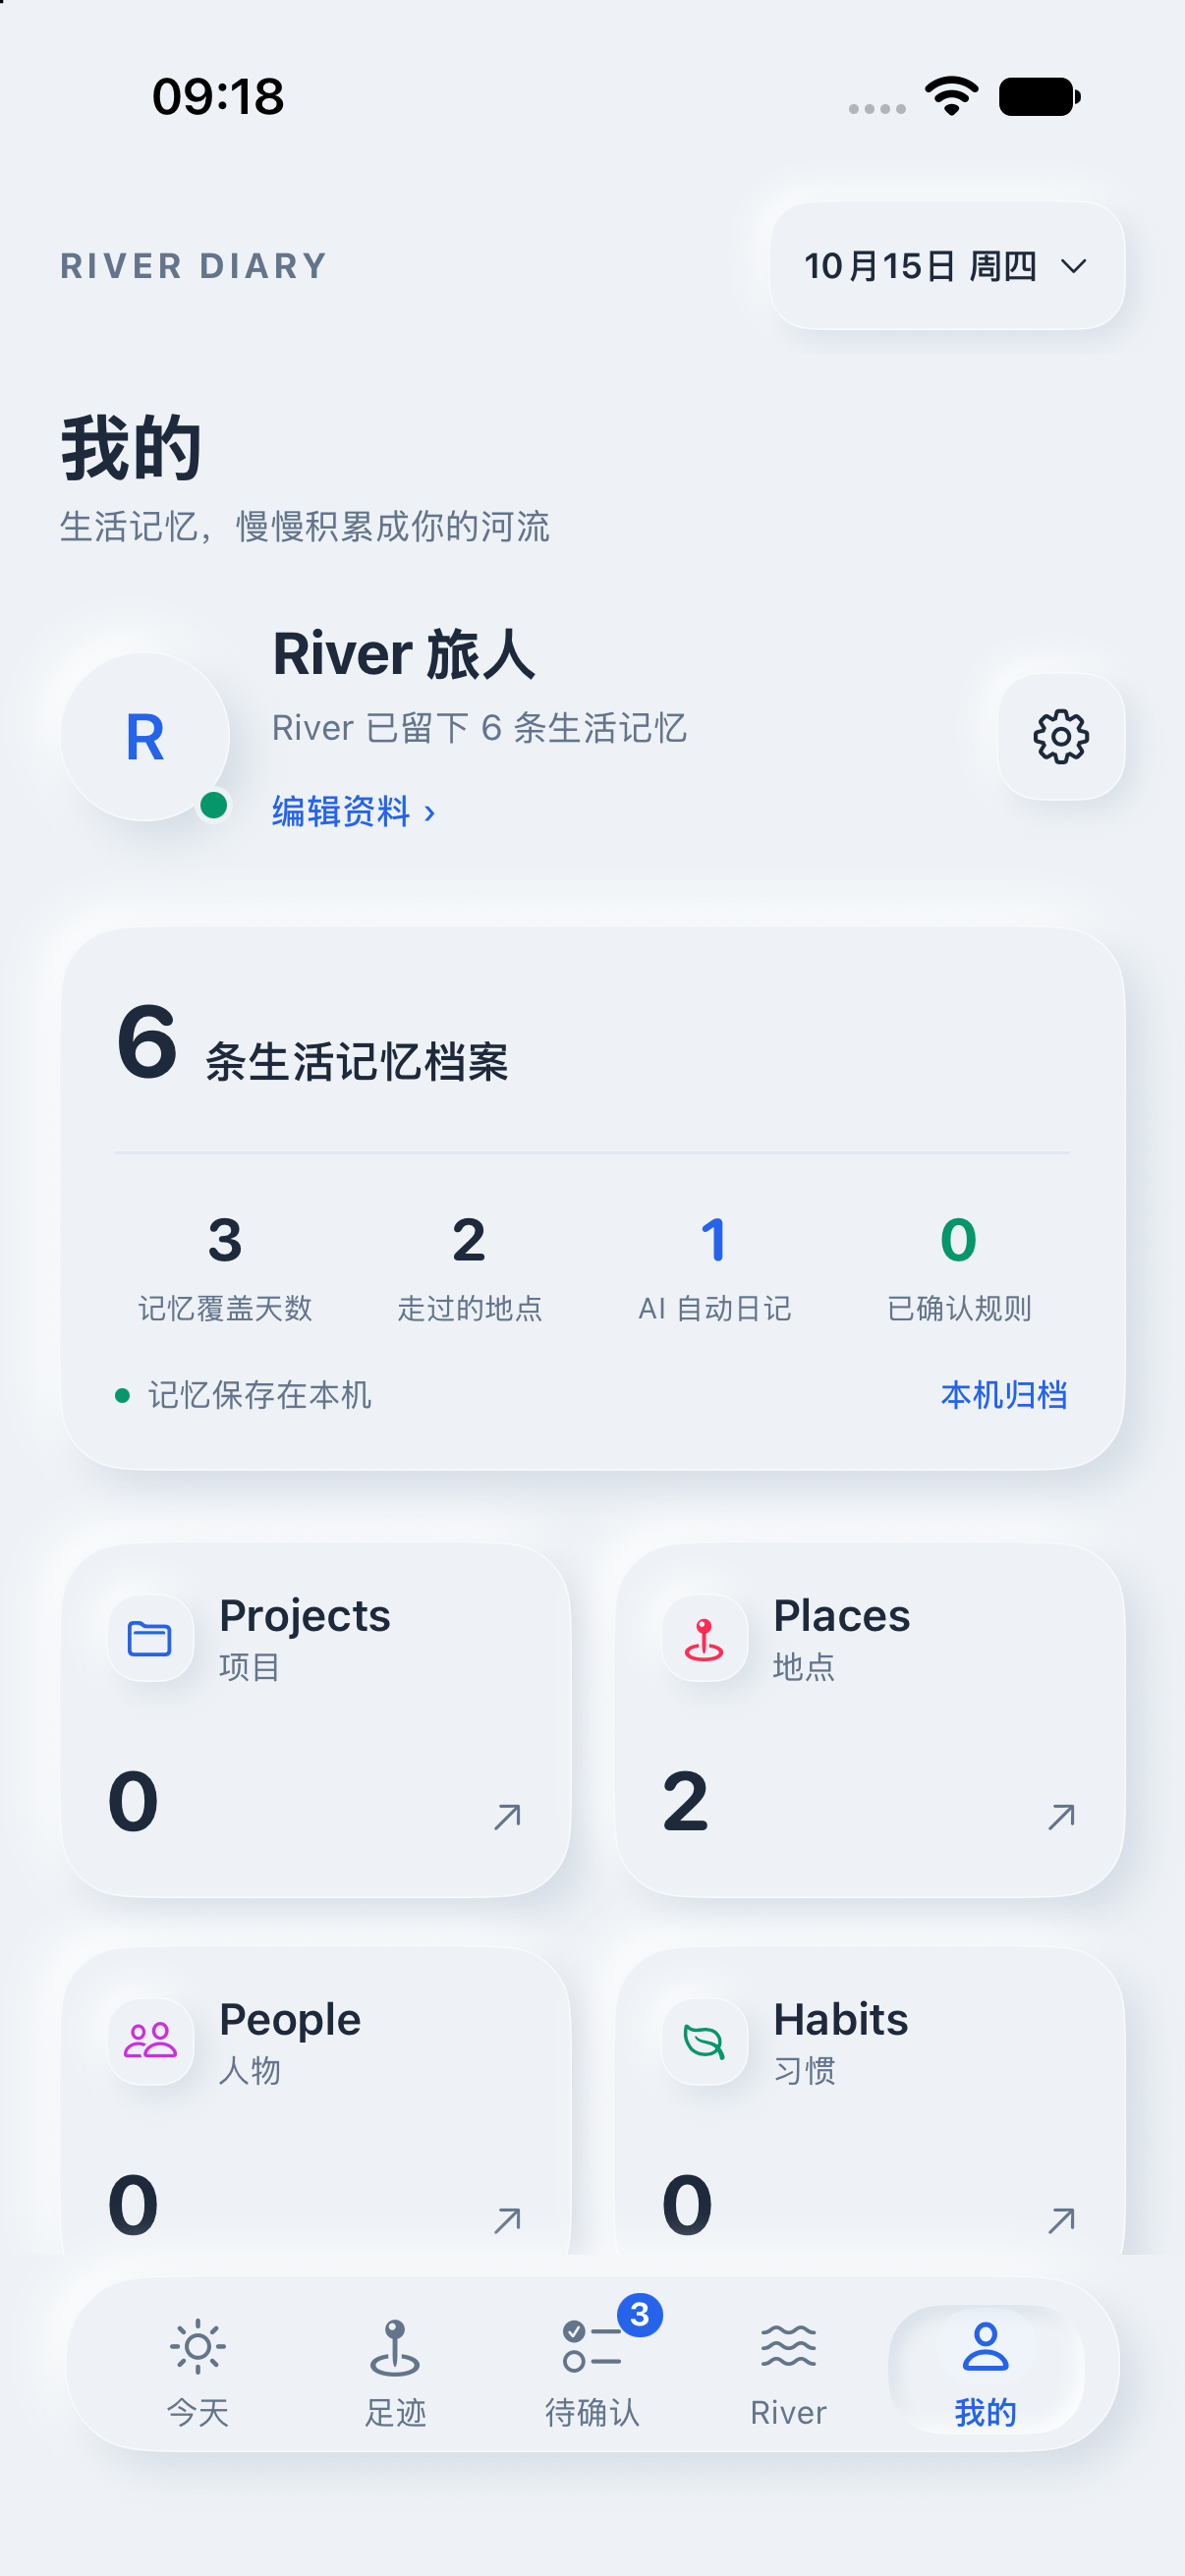 09:18
RIVER DIARY
10月15日 周四
我的
生活记忆，慢慢积累成你的河流
R
River 旅人
River 已留下 6 条生活记忆
编辑资料 ›
6 条生活记忆档案
3 2 1 0
记忆覆盖天数 走过的地点 AI 自动日记 已确认规则
记忆保存在本机 本机归档
Projects
项目
0
Places
地点
2
People
人物
0
Habits
习惯
0
3
今天 足迹 待确认 River 我的